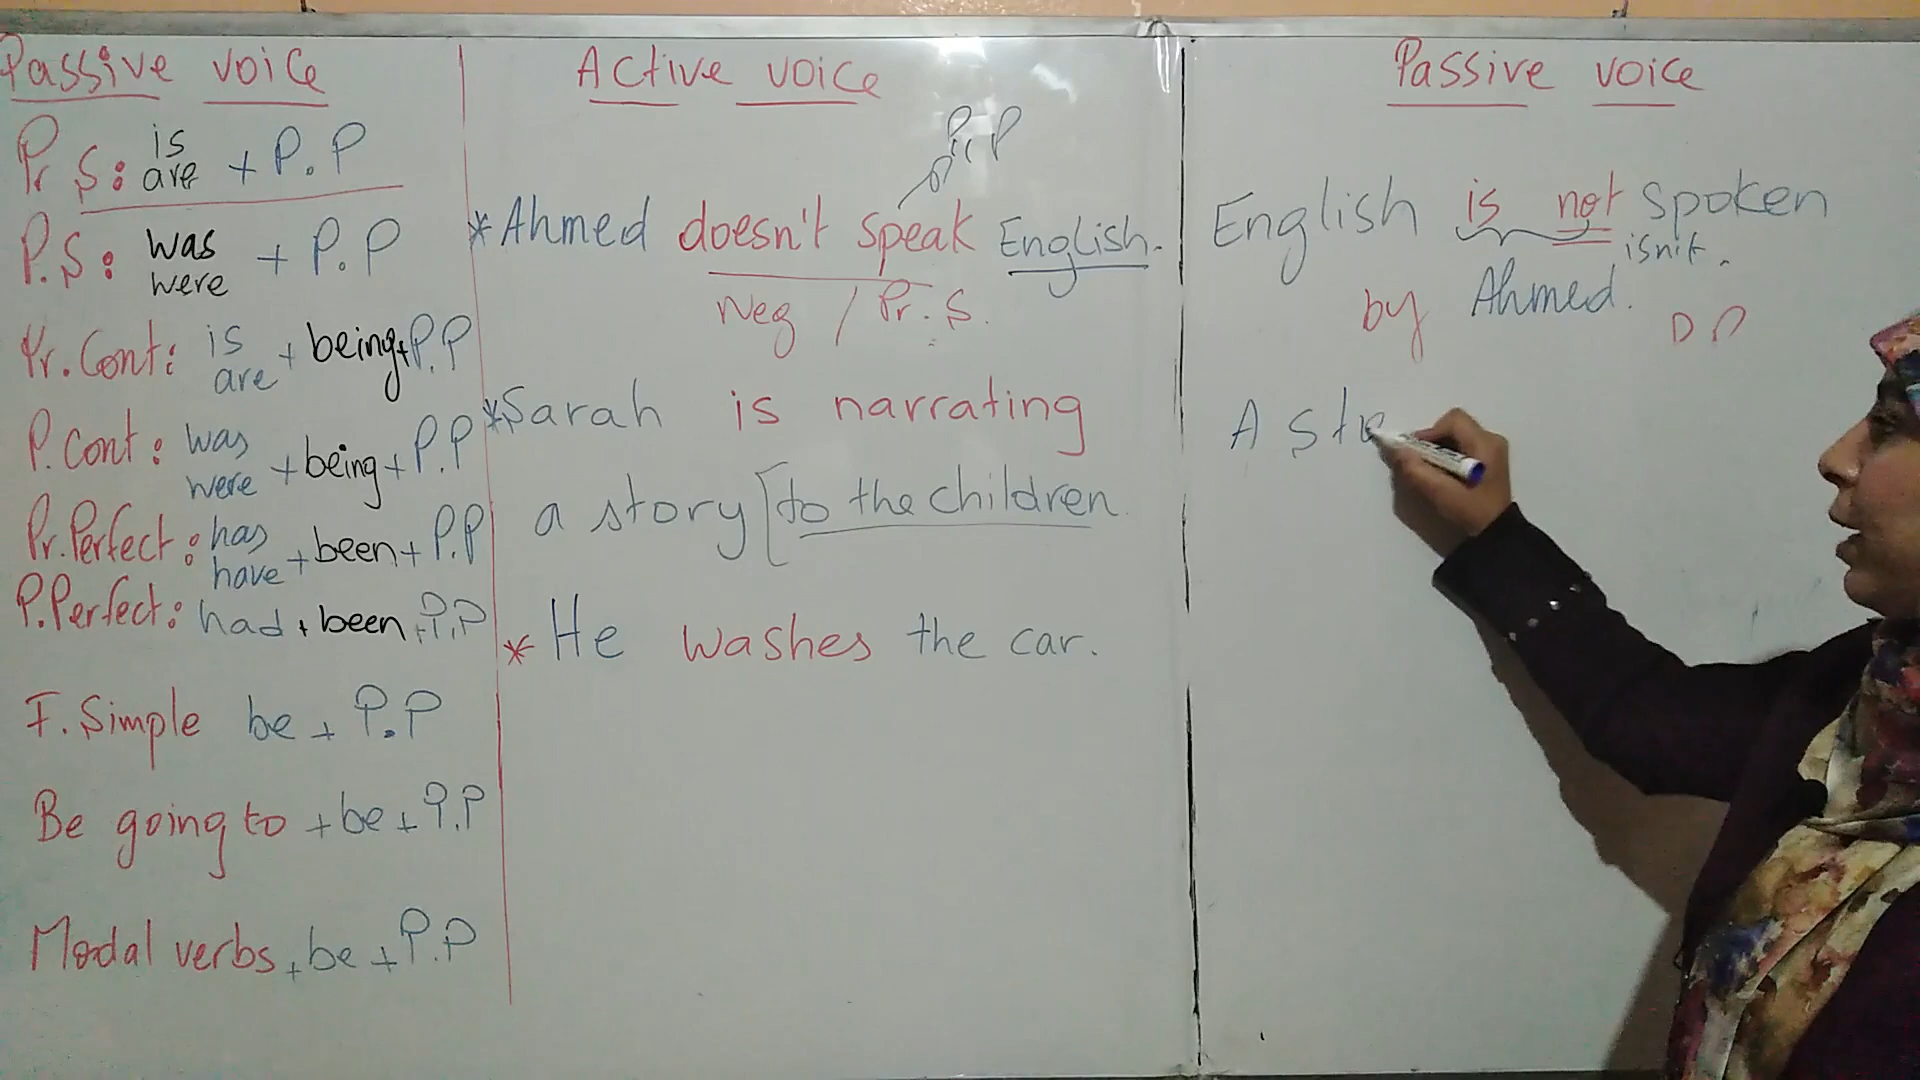 Passive voice
Pr S: is are + P.P
P.S: was were + P.P
Pr. Cont: is are + being + P.P
P. Cont: was were + being + P.P
Pr. Perfect: has have + been + P.P
P. Perfect: had + been + P.P
F. Simple be + P.P
Be going to + be + P.P
Modal verbs + be + P.P
Active voice
P.P
*Ahmed doesn't speak English.
Neg / Pr. S.
*Sarah is narrating
a story [to the children.
* He washes the car.
Passive voice
English is not spoken
isn't.
by Ahmed.
A sto